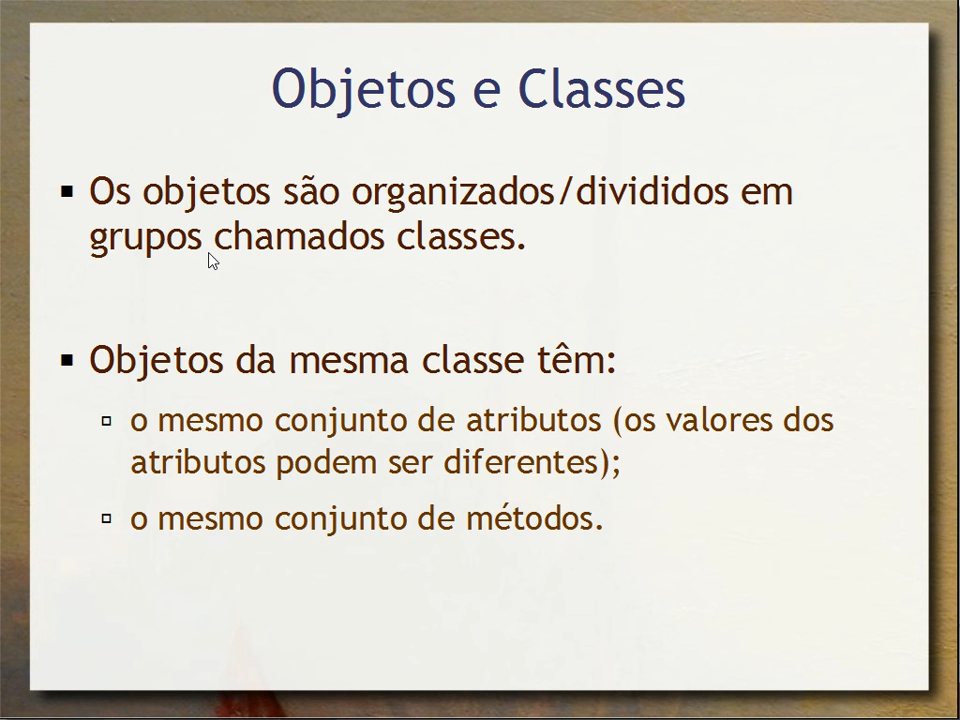 Objetos e Classes
Os objetos são organizados/divididos em
grupos chamados classes.
Objetos da mesma classe têm:
o mesmo conjunto de atributos (os valores dos
atributos podem ser diferentes);
o mesmo conjunto de métodos.